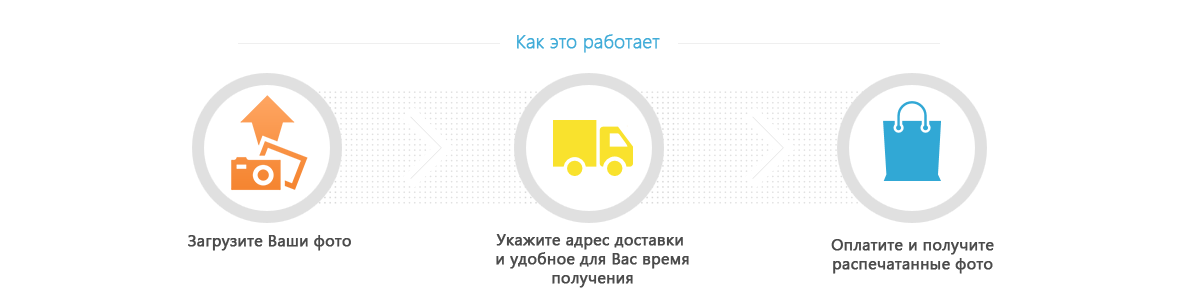 Как это работает
Загрузите Ваши фото
Укажите адрес доставки
и удобное для Вас время
получения
Оплатите и получите
распечатанные фото